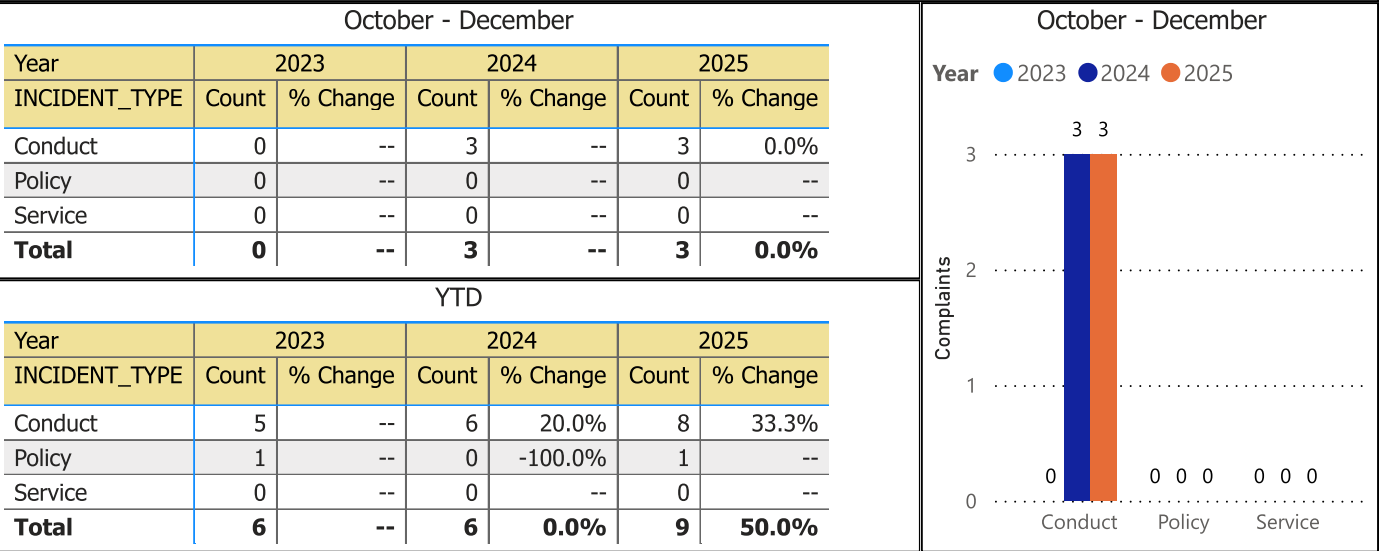 October - December
Year 2023 2024 2025
INCIDENT_TYPE Count % Change Count % Change Count % Change
Conduct 0 -- 3 -- 3 0.0%
Policy 0 -- 0 -- 0 --
Service 0 -- 0 -- 0 --
Total 0 -- 3 -- 3 0.0%
YTD
Year 2023 2024 2025
INCIDENT_TYPE Count % Change Count % Change Count % Change
Conduct 5 -- 6 20.0% 8 33.3%
Policy 1 -- 0 -100.0% 1 --
Service 0 -- 0 -- 0 --
Total 6 -- 6 0.0% 9 50.0%
October - December
Year 2023 2024 2025
3 3
3
2
1
0 0 0 0 0 0 0
0
Complaints
Conduct Policy Service